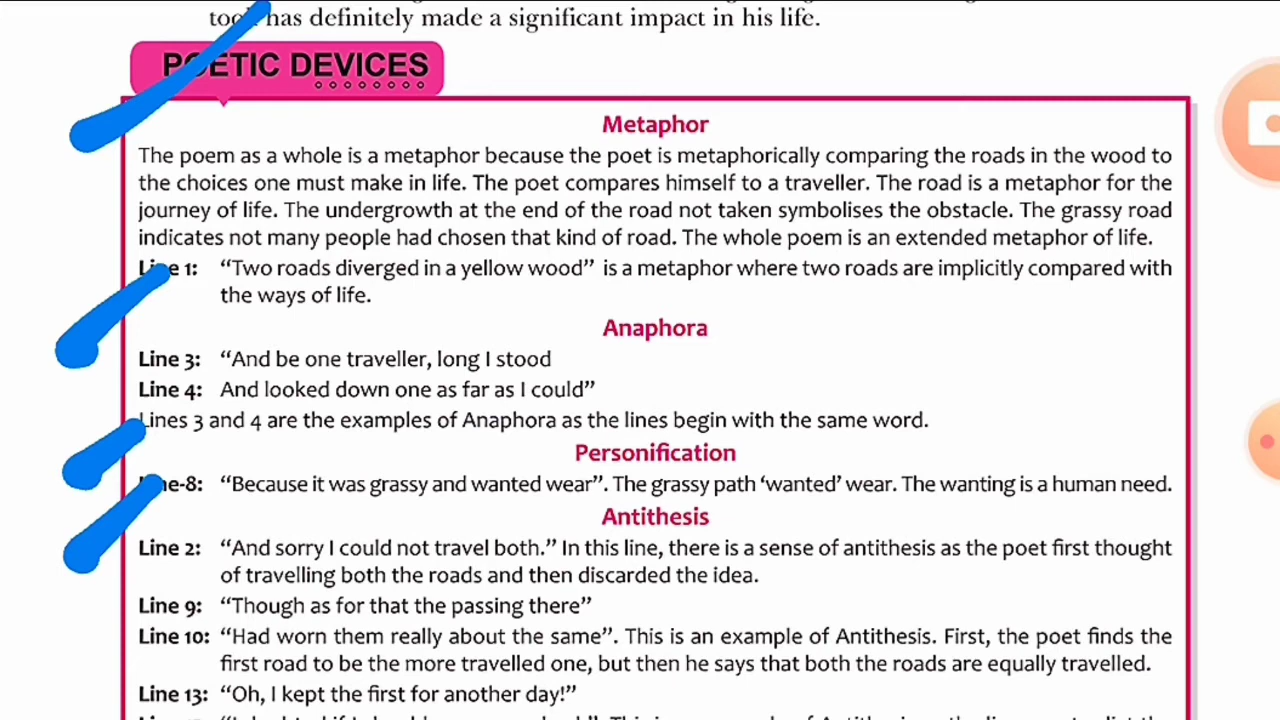 took has definitely made a significant impact in his life.
POETIC DEVICES
Metaphor
The poem as a whole is a metaphor because the poet is metaphorically comparing the roads in the wood to
the choices one must make in life. The poet compares himself to a traveller. The road is a metaphor for the
journey of life. The undergrowth at the end of the road not taken symbolises the obstacle. The grassy road
indicates not many people had chosen that kind of road. The whole poem is an extended metaphor of life.
Line 1: “Two roads diverged in a yellow wood” is a metaphor where two roads are implicitly compared with
the ways of life.
Anaphora
Line 3: “And be one traveller, long I stood
Line 4: And looked down one as far as I could”
Lines 3 and 4 are the examples of Anaphora as the lines begin with the same word.
Personification
Line-8: “Because it was grassy and wanted wear”. The grassy path ‘wanted’ wear. The wanting is a human need.
Antithesis
Line 2: “And sorry I could not travel both.” In this line, there is a sense of antithesis as the poet first thought
of travelling both the roads and then discarded the idea.
Line 9: “Though as for that the passing there”
Line 10: “Had worn them really about the same”. This is an example of Antithesis. First, the poet finds the
first road to be the more travelled one, but then he says that both the roads are equally travelled.
Line 13: “Oh, I kept the first for another day!”